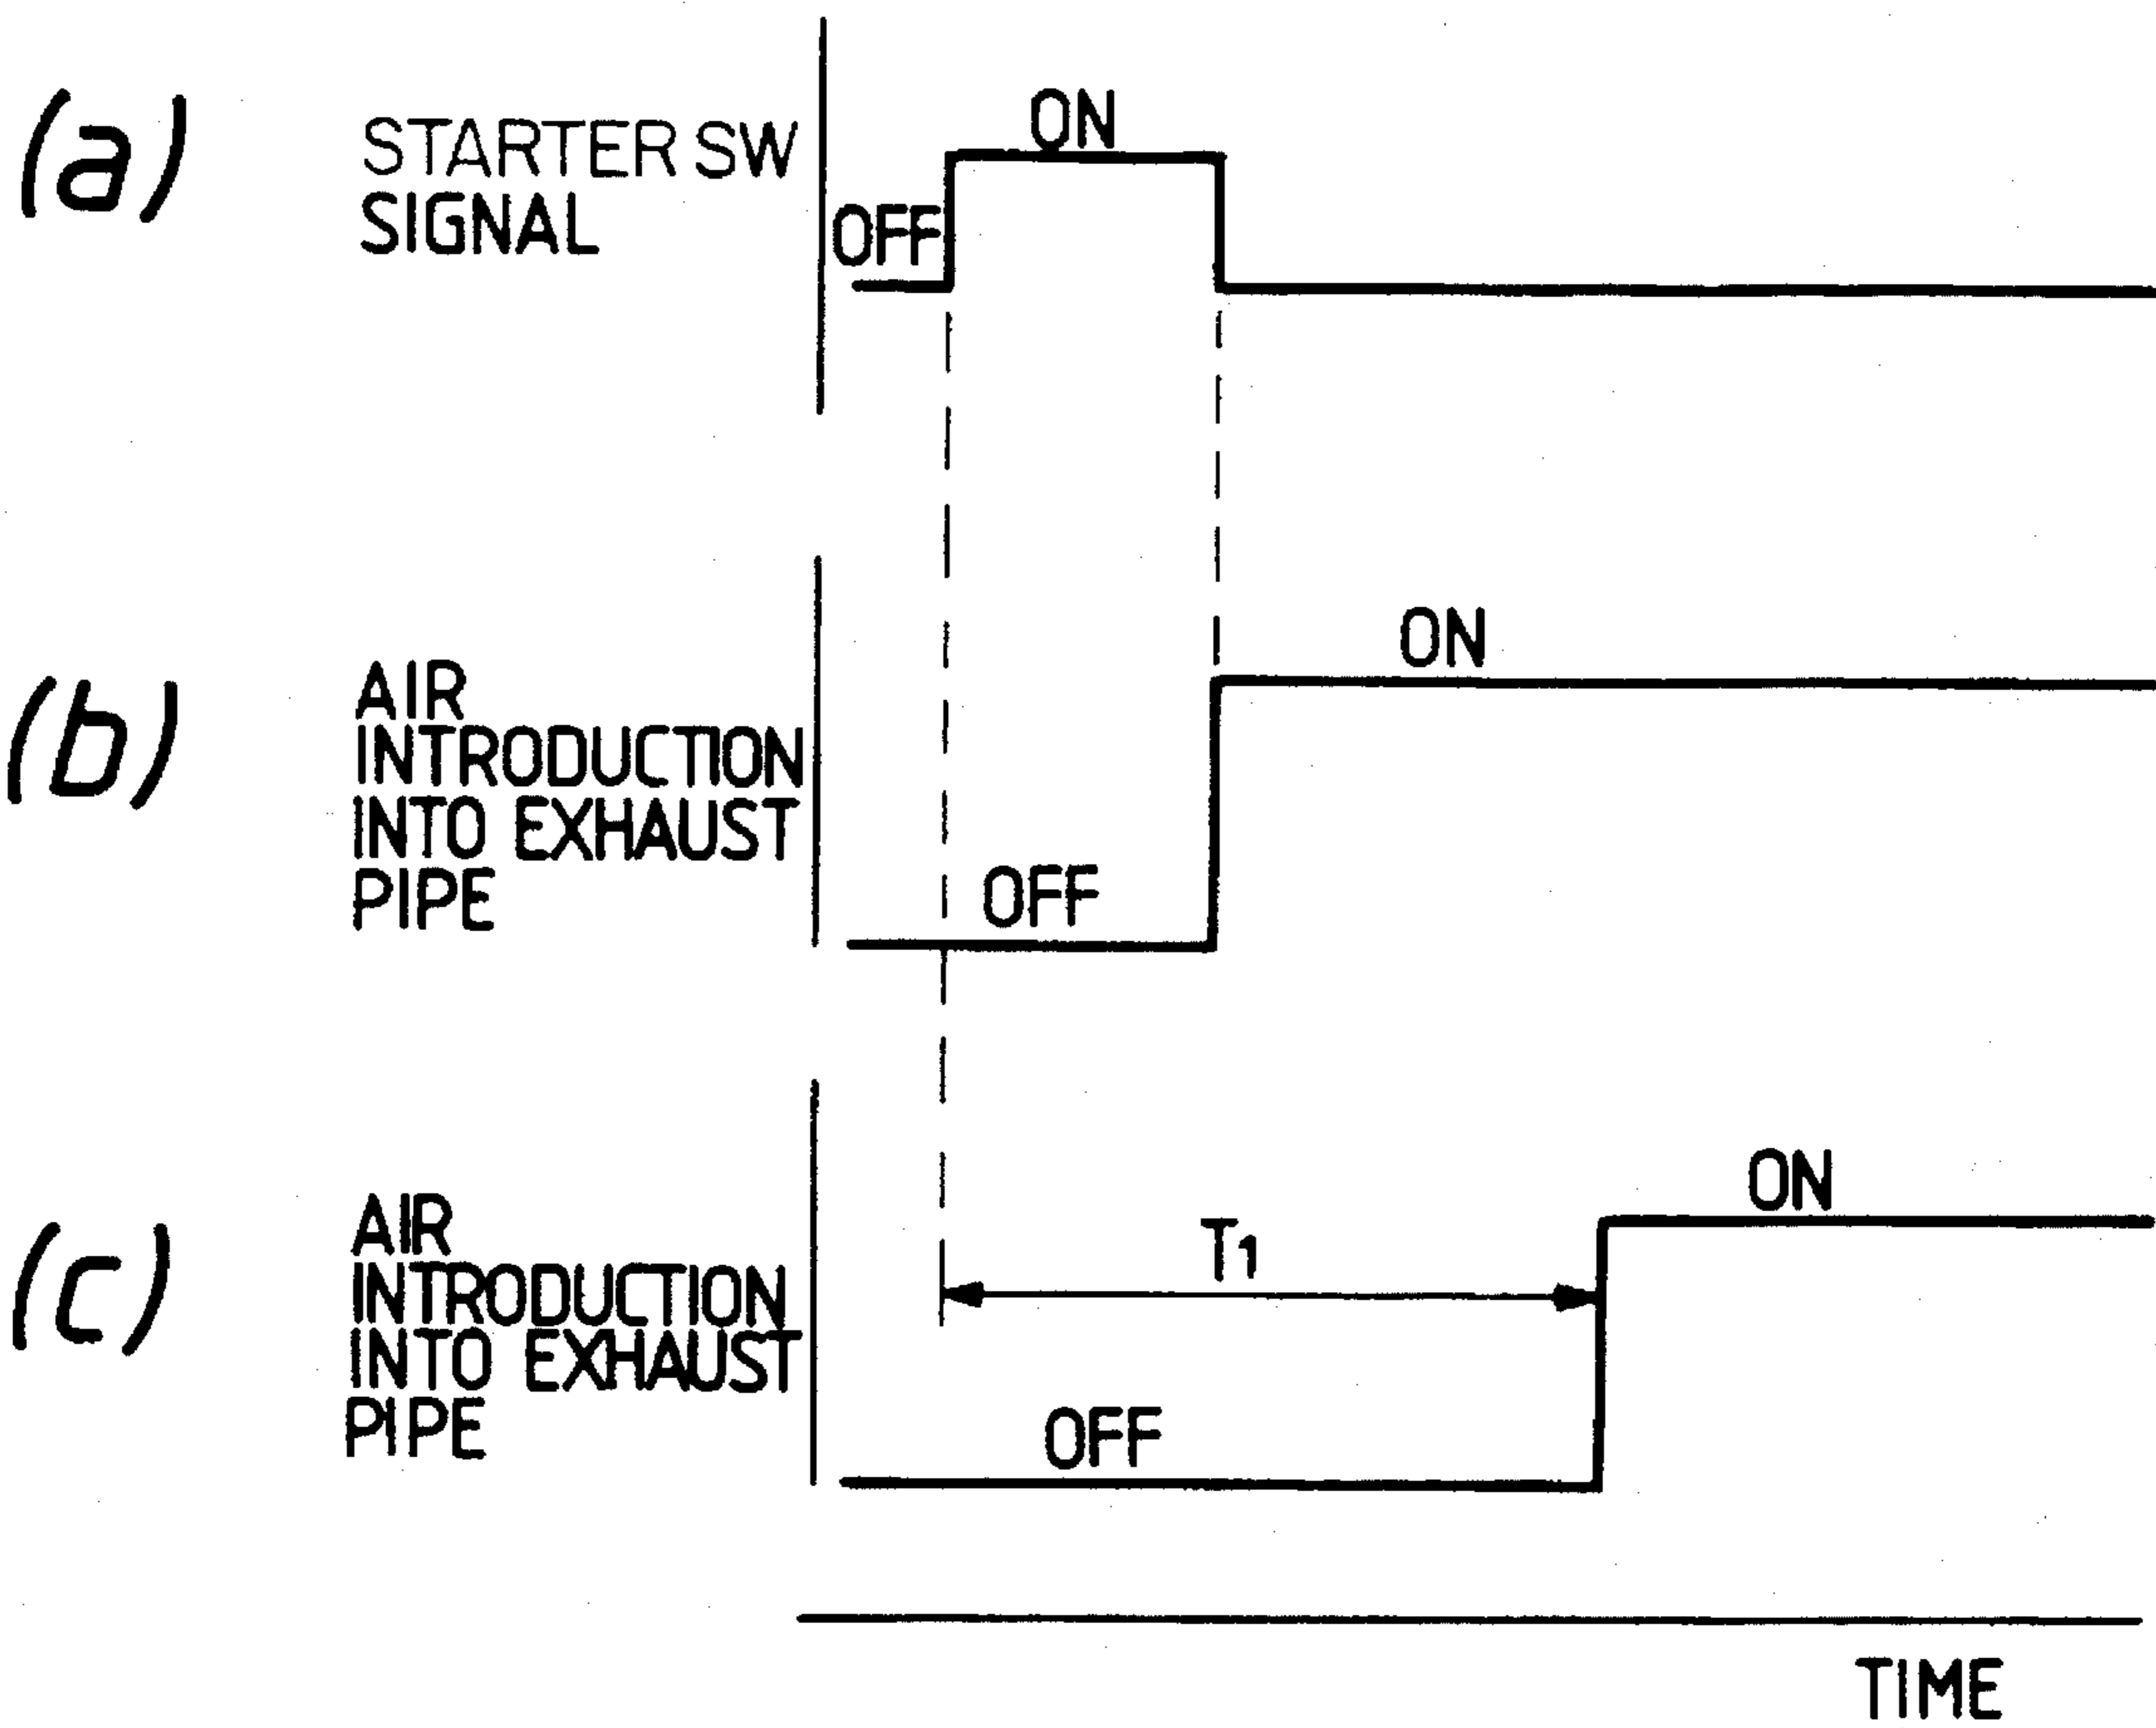 (a)
STARTER SW
SIGNAL
ON
OFF
(b)
AIR
INTRODUCTION
INTO EXHAUST
PIPE
ON
OFF
(c)
AIR
INTRODUCTION
INTO EXHAUST
PIPE
T1
ON
OFF
TIME